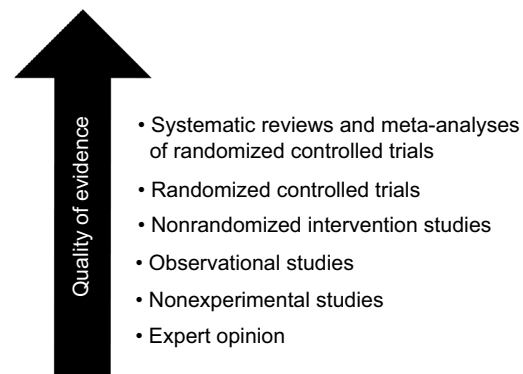 Quality of evidence
• Systematic reviews and meta-analyses
of randomized controlled trials
• Randomized controlled trials
• Nonrandomized intervention studies
• Observational studies
• Nonexperimental studies
• Expert opinion